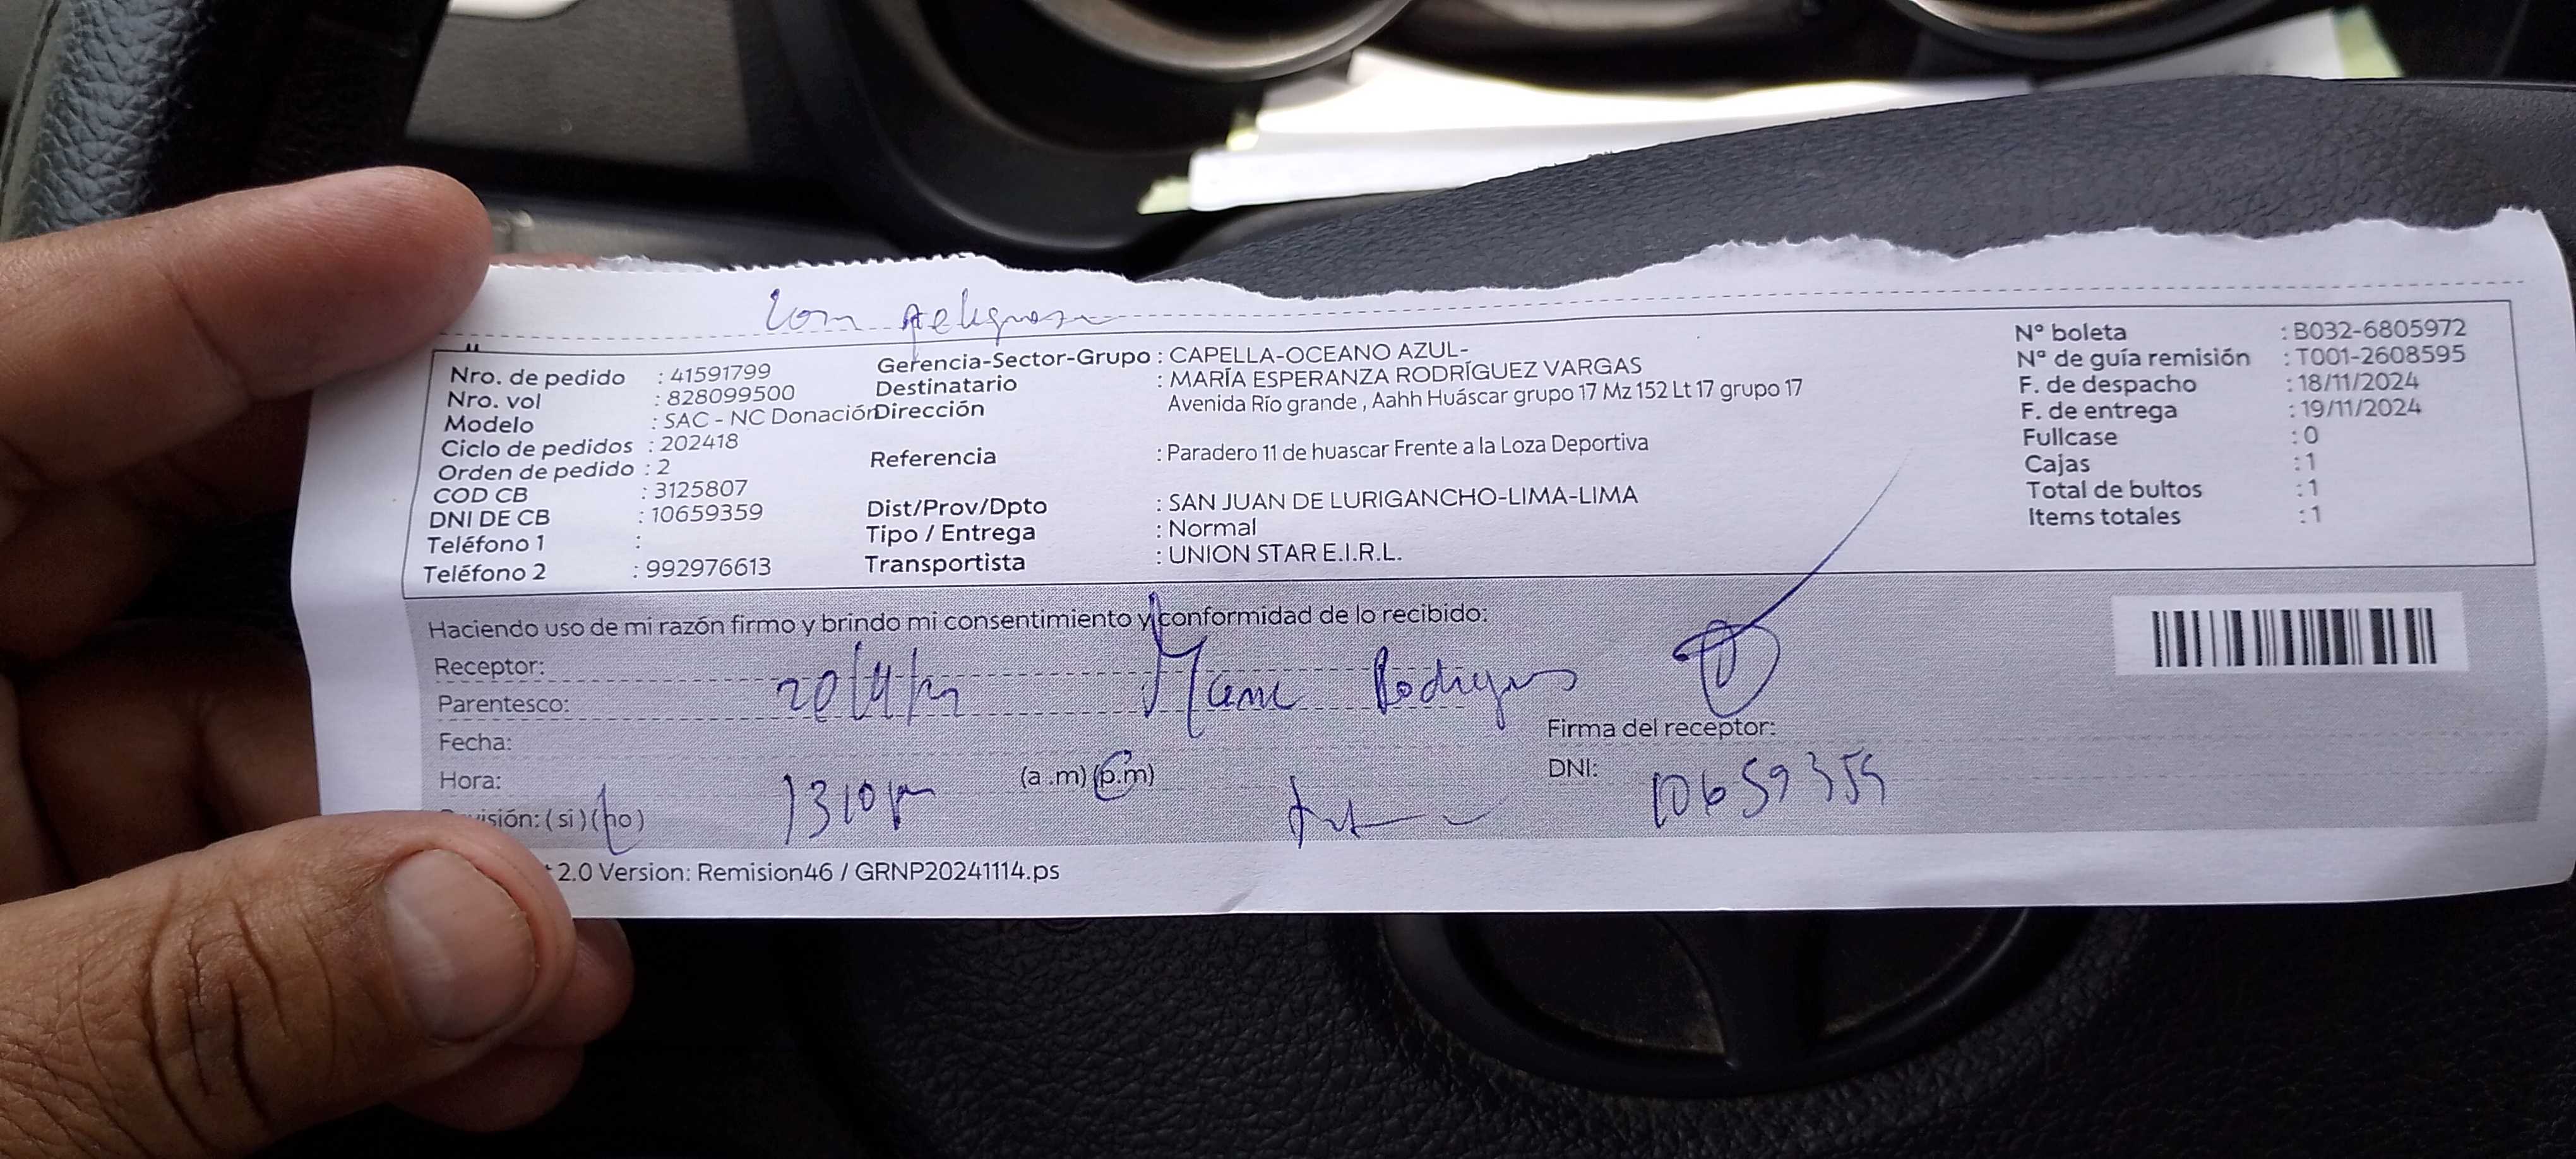 Zona peligrosa
Nro. de pedido : 41591799
Nro. vol : 828099500
Modelo : SAC - NC Donación
Ciclo de pedidos : 202418
Orden de pedido : 2
COD CB : 3125807
DNI DE CB : 10659359
Teléfono 1 :
Teléfono 2 : 992976613
Gerencia-Sector-Grupo : CAPELLA-OCEANO AZUL-
Destinatario : MARÍA ESPERANZA RODRÍGUEZ VARGAS
Dirección Avenida Río grande , Aahh Huáscar grupo 17 Mz 152 Lt 17 grupo 17
Referencia : Paradero 11 de huascar Frente a la Loza Deportiva
Dist/Prov/Dpto : SAN JUAN DE LURIGANCHO-LIMA-LIMA
Tipo / Entrega : Normal
Transportista : UNION STAR E.I.R.L.
N° boleta : B032-6805972
N° de guía remisión : T001-2608595
F. de despacho : 18/11/2024
F. de entrega : 19/11/2024
Fullcase : 0
Cajas : 1
Total de bultos : 1
Items totales : 1
Haciendo uso de mi razón firmo y brindo mi consentimiento y conformidad de lo recibido:
Receptor:
Parentesco:
Fecha:
Hora: (a.m) (p.m)
visión: ( si ) (no)
Firma del receptor:
DNI: 10659359
2.0 Version: Remision46 / GRNP20241114.ps